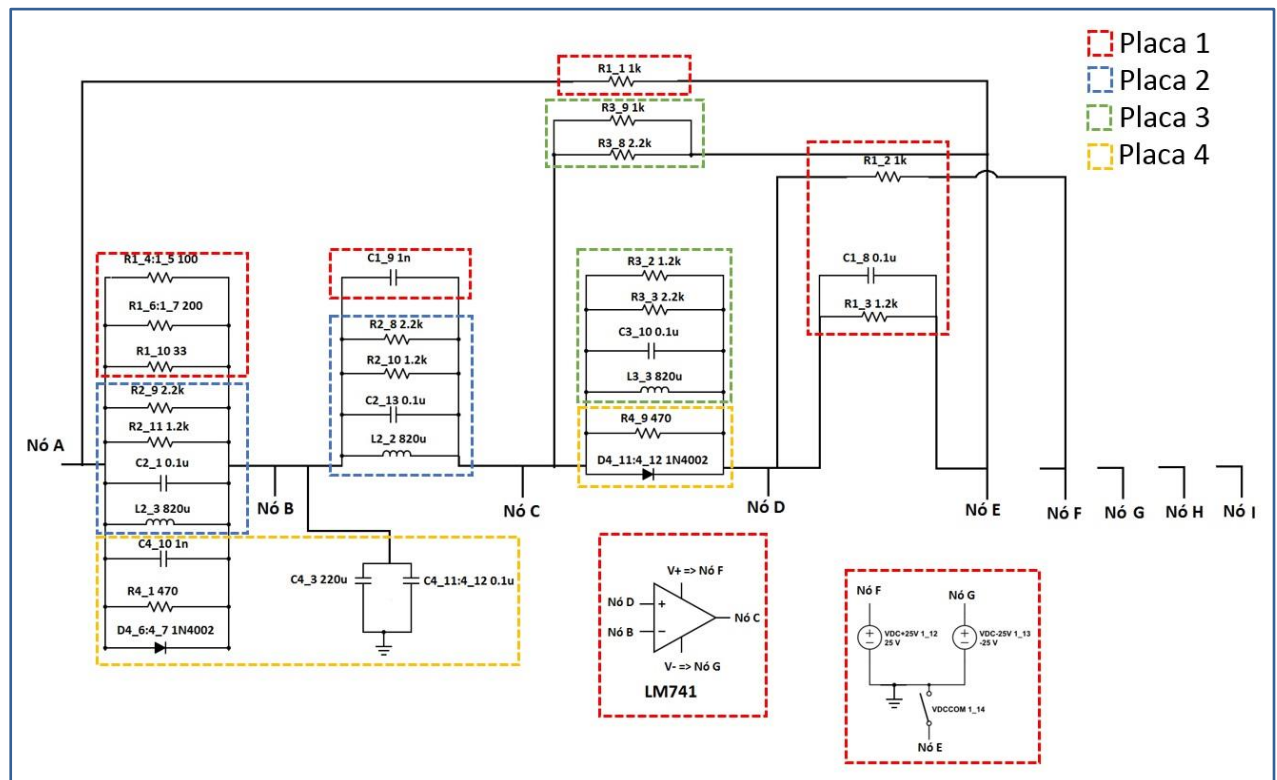 Placa 1
Placa 2
Placa 3
Placa 4
R1_1 1k
R3_9 1k
R3_8 2.2k
R1_2 1k
R1_4:1_5 100
R1_6:1_7 200
R1_10 33
R2_9 2.2k
R2_11 1.2k
C2_1 0.1u
L2_3 820u
C4_10 1n
R4_1 470
D4_6:4_7 1N4002
C1_9 1n
R2_8 2.2k
R2_10 1.2k
C2_13 0.1u
L2_2 820u
R3_2 1.2k
R3_3 2.2k
C3_10 0.1u
L3_3 820u
R4_9 470
D4_11:4_12 1N4002
C1_8 0.1u
R1_3 1.2k
Nó A
Nó B
Nó C
Nó D
Nó E
Nó F
Nó G
Nó H
Nó I
C4_3 220u
C4_11:4_12 0.1u
V+ => Nó F
Nó D
+
Nó B
−
Nó C
V- => Nó G
LM741
Nó F
Nó G
VDC+25V 1_12
25 V
VDC-25V 1_13
-25 V
VDCCOM 1_14
Nó E